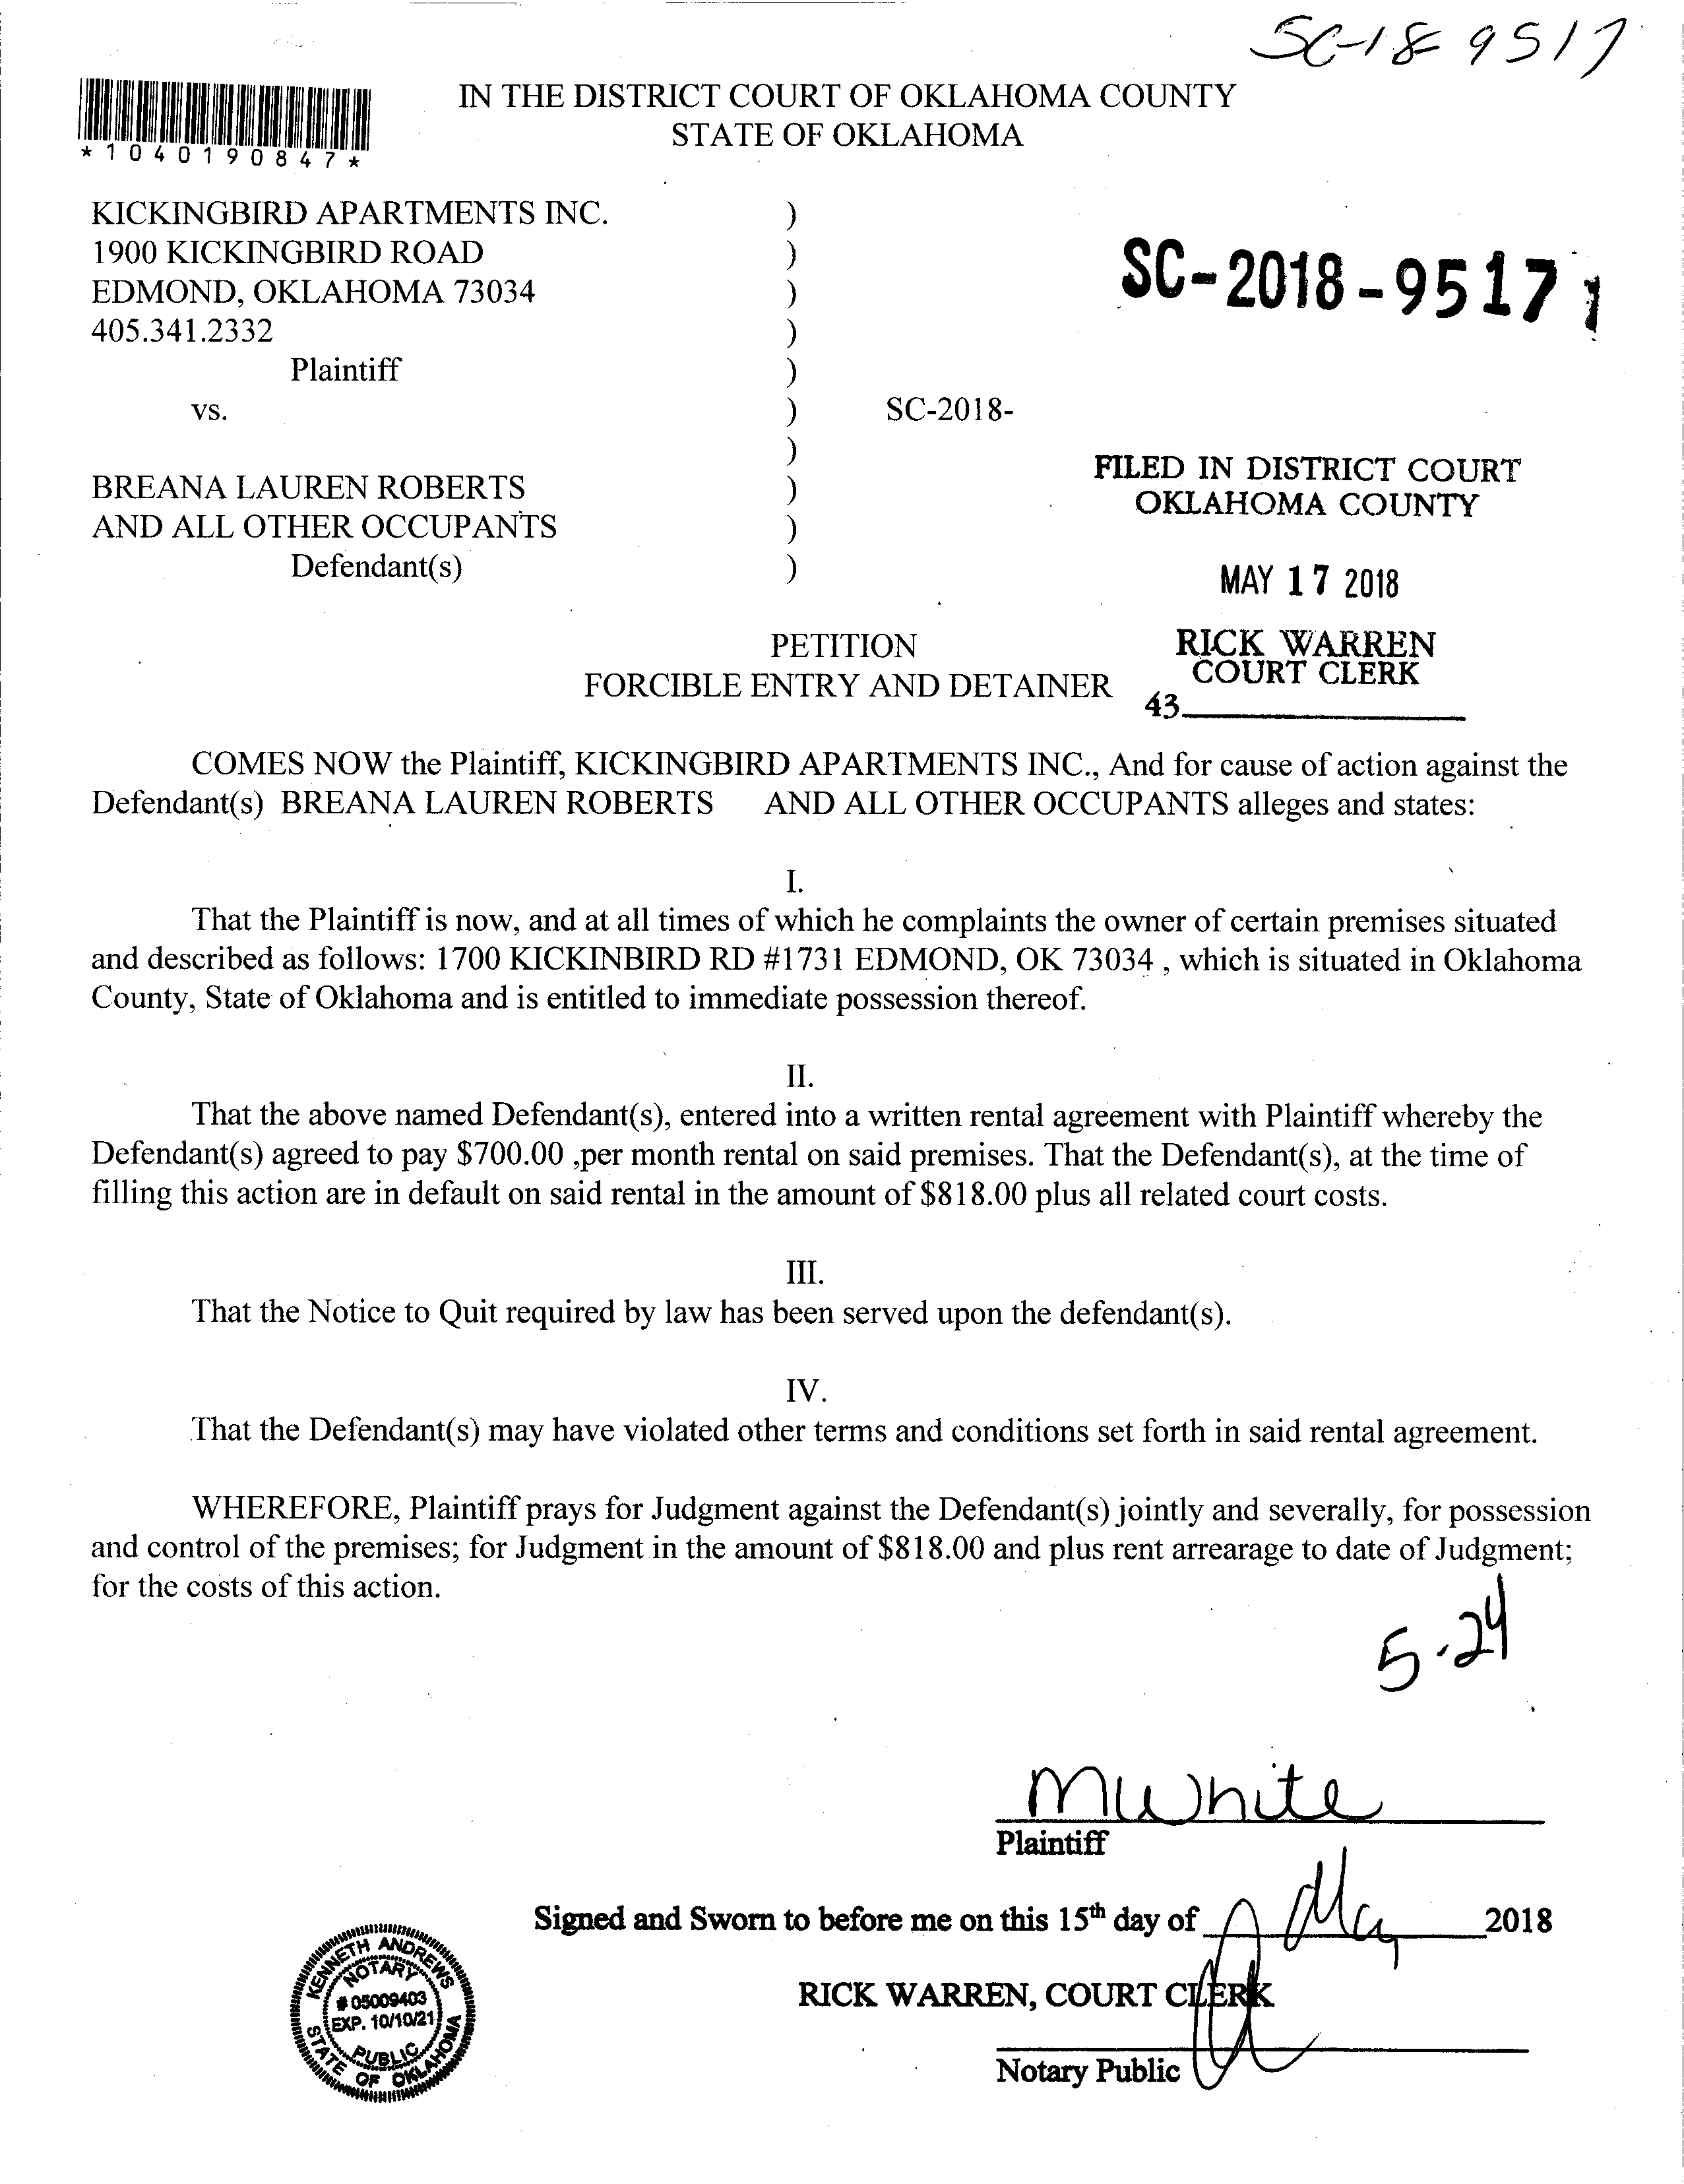 SC-18 9517
*1040190847*
IN THE DISTRICT COURT OF OKLAHOMA COUNTY
STATE OF OKLAHOMA
KICKINGBIRD APARTMENTS INC. )
1900 KICKINGBIRD ROAD )
EDMOND, OKLAHOMA 73034 )
405.341.2332 )
Plaintiff )
SC-2018-9517
vs. ) SC-2018-
)
BREANA LAUREN ROBERTS )
AND ALL OTHER OCCUPANTS )
Defendant(s) )
FILED IN DISTRICT COURT
OKLAHOMA COUNTY
MAY 17 2018
RICK WARREN
COURT CLERK
43
PETITION
FORCIBLE ENTRY AND DETAINER
COMES NOW the Plaintiff, KICKINGBIRD APARTMENTS INC., And for cause of action against the
Defendant(s) BREANA LAUREN ROBERTS AND ALL OTHER OCCUPANTS alleges and states:
I.
That the Plaintiff is now, and at all times of which he complaints the owner of certain premises situated
and described as follows: 1700 KICKINBIRD RD #1731 EDMOND, OK 73034 , which is situated in Oklahoma
County, State of Oklahoma and is entitled to immediate possession thereof.
II.
That the above named Defendant(s), entered into a written rental agreement with Plaintiff whereby the
Defendant(s) agreed to pay $700.00 ,per month rental on said premises. That the Defendant(s), at the time of
filling this action are in default on said rental in the amount of $818.00 plus all related court costs.
III.
That the Notice to Quit required by law has been served upon the defendant(s).
IV.
That the Defendant(s) may have violated other terms and conditions set forth in said rental agreement.
WHEREFORE, Plaintiff prays for Judgment against the Defendant(s) jointly and severally, for possession
and control of the premises; for Judgment in the amount of $818.00 and plus rent arrearage to date of Judgment;
for the costs of this action.
5-24
MWhite
Plaintiff
Signed and Sworn to before me on this 15th day of May 2018
RICK WARREN, COURT CLERK
Notary Public
KENNETH ANDREWS
NOTARY
# 05009403
EXP. 10/10/21
PUBLIC
STATE OF OKLAHOMA